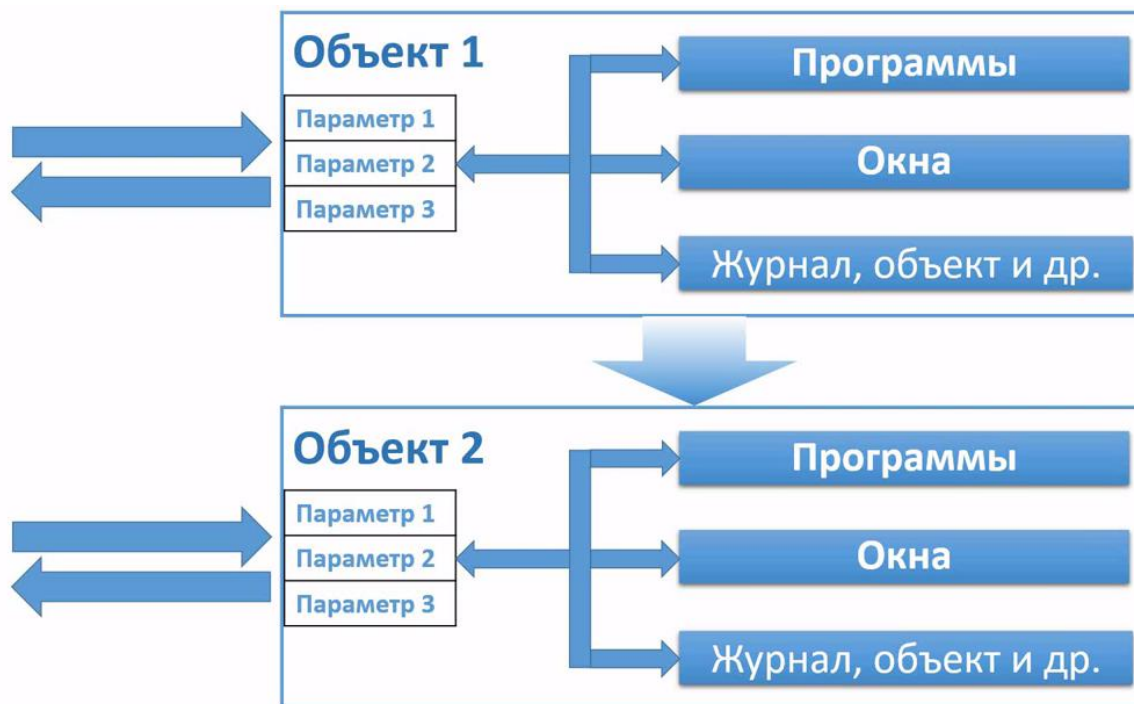 Объект 1
Программы
Параметр 1
Параметр 2
Окна
Параметр 3
Журнал, объект и др.
Объект 2
Программы
Параметр 1
Параметр 2
Окна
Параметр 3
Журнал, объект и др.